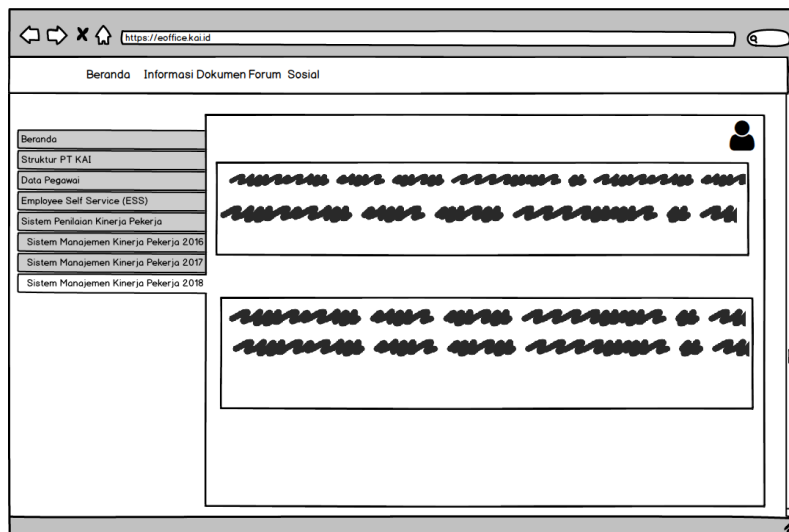 https://eoffice.kai.id
Beranda Informasi Dokumen Forum Sosial
Beranda
Struktur PT KAI
Data Pegawai
Employee Self Service (ESS)
Sistem Penilaian Kinerja Pekerja
Sistem Manajemen Kinerja Pekerja 2016
Sistem Manajemen Kinerja Pekerja 2017
Sistem Manajemen Kinerja Pekerja 2018